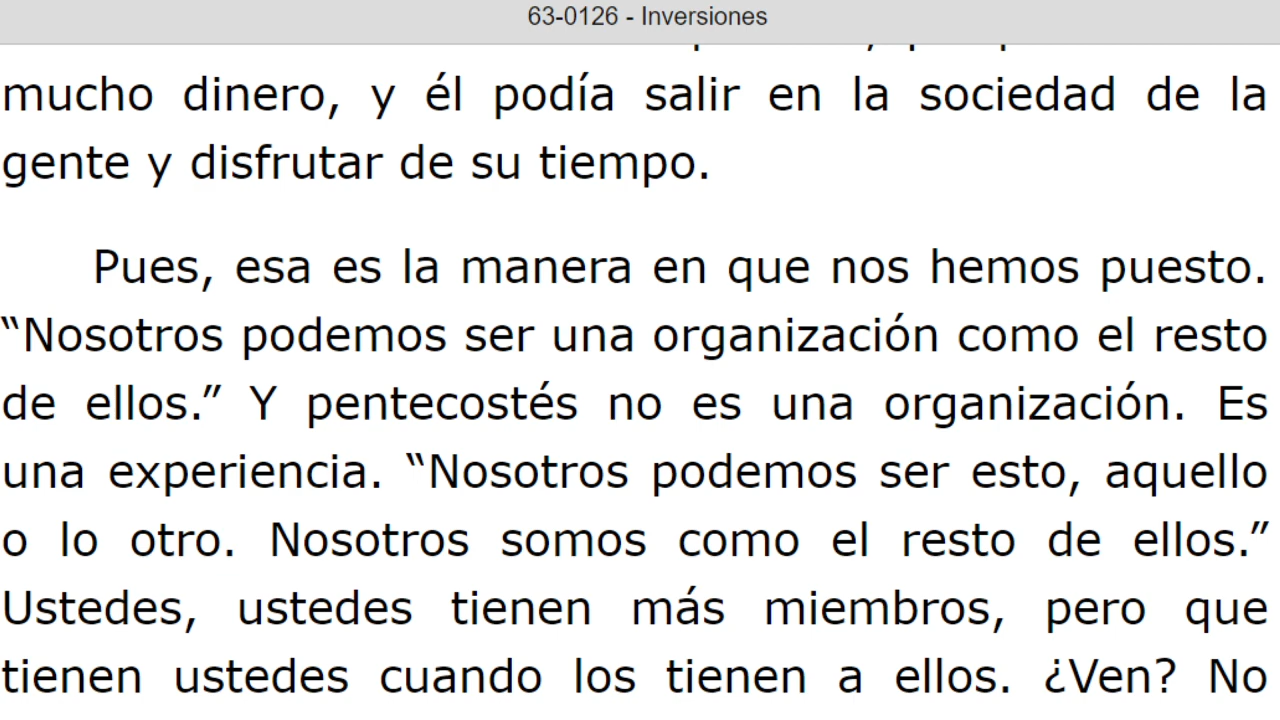 63-0126 - Inversiones
mucho dinero, y él podía salir en la sociedad de la
gente y disfrutar de su tiempo.
Pues, esa es la manera en que nos hemos puesto.
“Nosotros podemos ser una organización como el resto
de ellos.” Y pentecostés no es una organización. Es
una experiencia. “Nosotros podemos ser esto, aquello
o lo otro. Nosotros somos como el resto de ellos.”
Ustedes, ustedes tienen más miembros, pero que
tienen ustedes cuando los tienen a ellos. ¿Ven? No